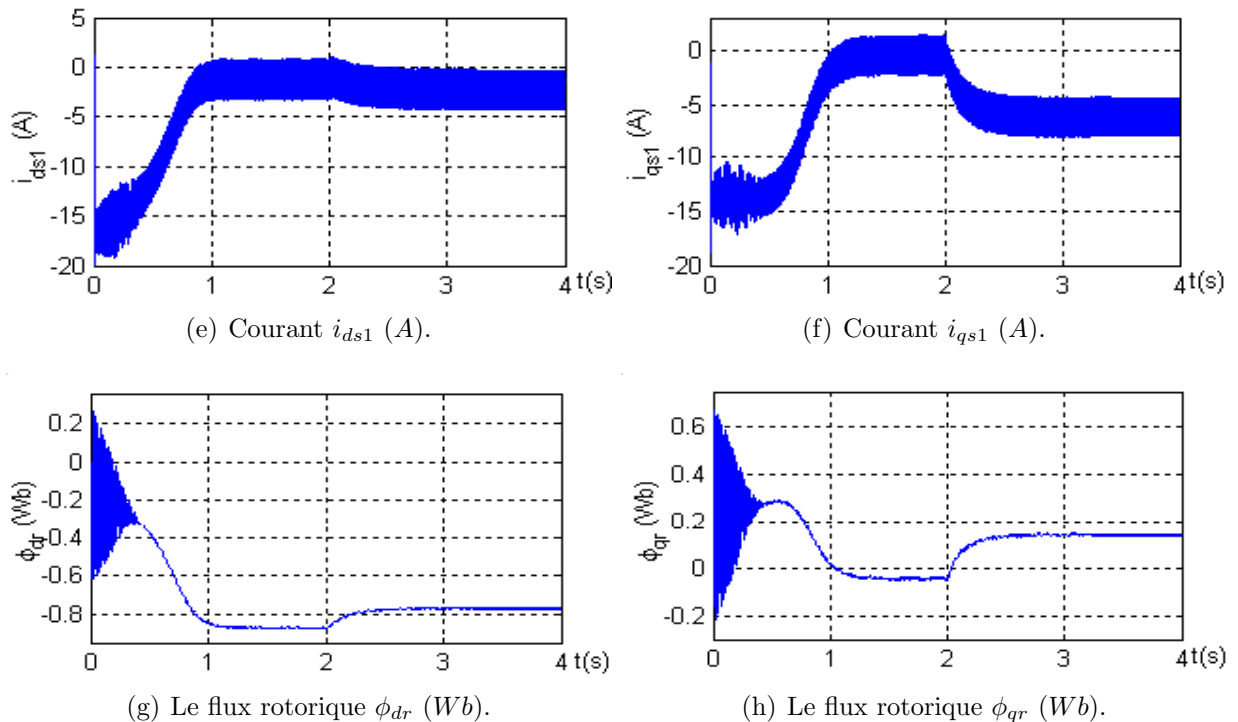 5
0
-5
-10
-15
-20
i_ds1 (A)
0 1 2 3 4 t(s)
(e) Courant i_ds1 (A).
0
-5
-10
-15
-20
i_qs1 (A)
0 1 2 3 4 t(s)
(f) Courant i_qs1 (A).
0.2
0
-0.2
-0.4
-0.6
-0.8
ϕ_dr (Wb)
0 1 2 3 4 t(s)
(g) Le flux rotorique ϕ_dr (Wb).
0.6
0.4
0.2
0
-0.2
ϕ_qr (Wb)
0 1 2 3 4 t(s)
(h) Le flux rotorique ϕ_qr (Wb).